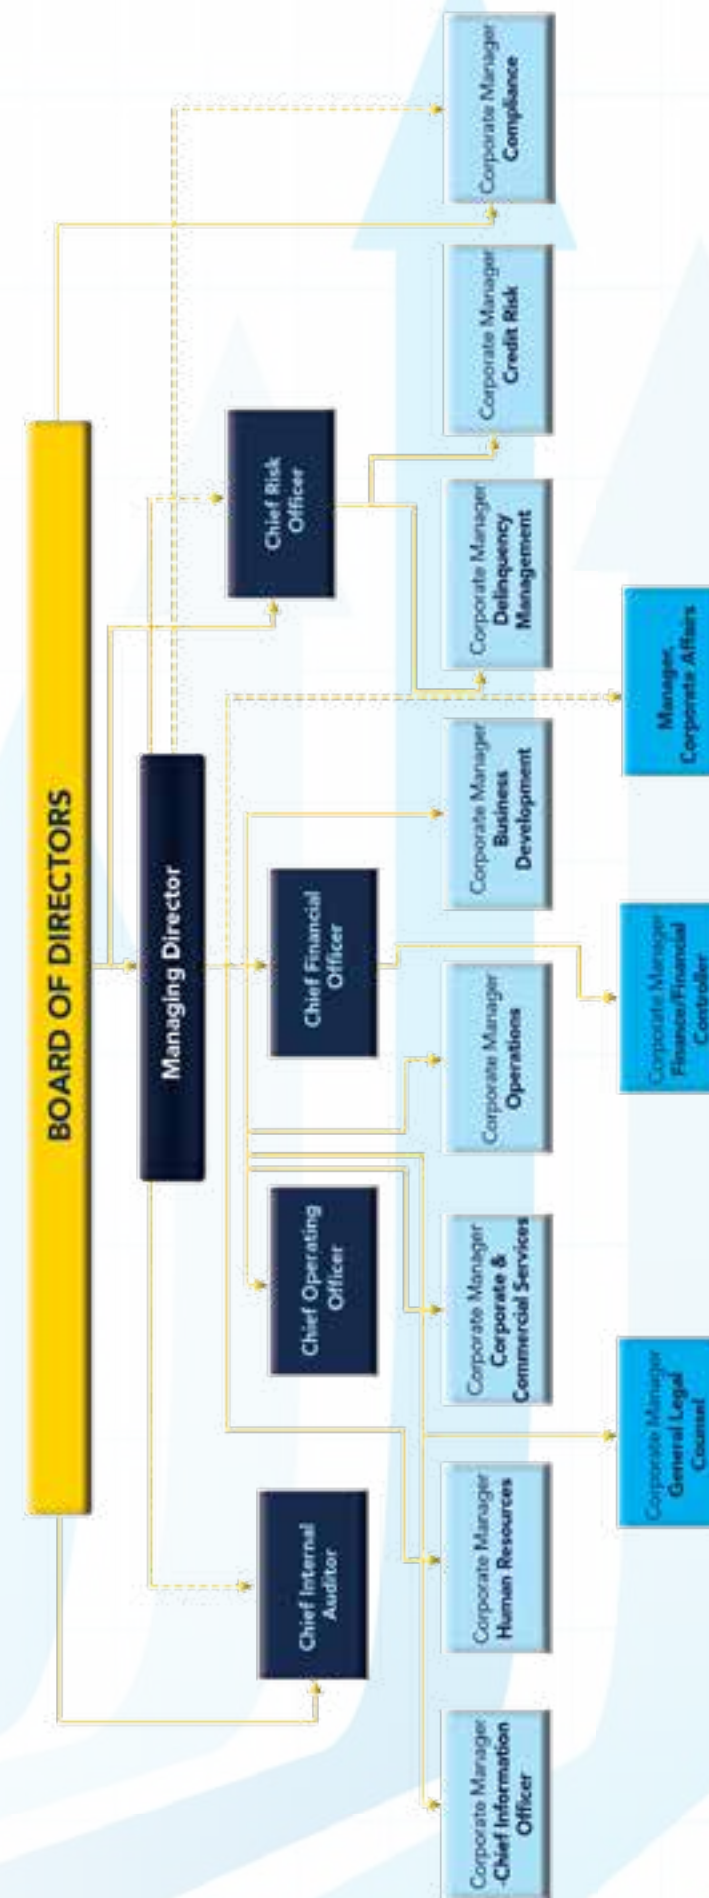 BOARD OF DIRECTORS
Managing Director
Chief Internal
Auditor
Chief Operating
Officer
Chief Financial
Officer
Chief Risk
Officer
Corporate Manager
-Chief Information
Officer
Corporate Manager
Human Resources
Corporate Manager
Corporate &
Commercial Services
Corporate Manager
Operations
Corporate Manager
Business
Development
Corporate Manager
Delinquency
Management
Corporate Manager
Credit Risk
Corporate Manager
Compliance
Corporate Manager
General Legal
Counsel
Corporate Manager
Finance/Financial
Controller
Manager,
Corporate Affairs